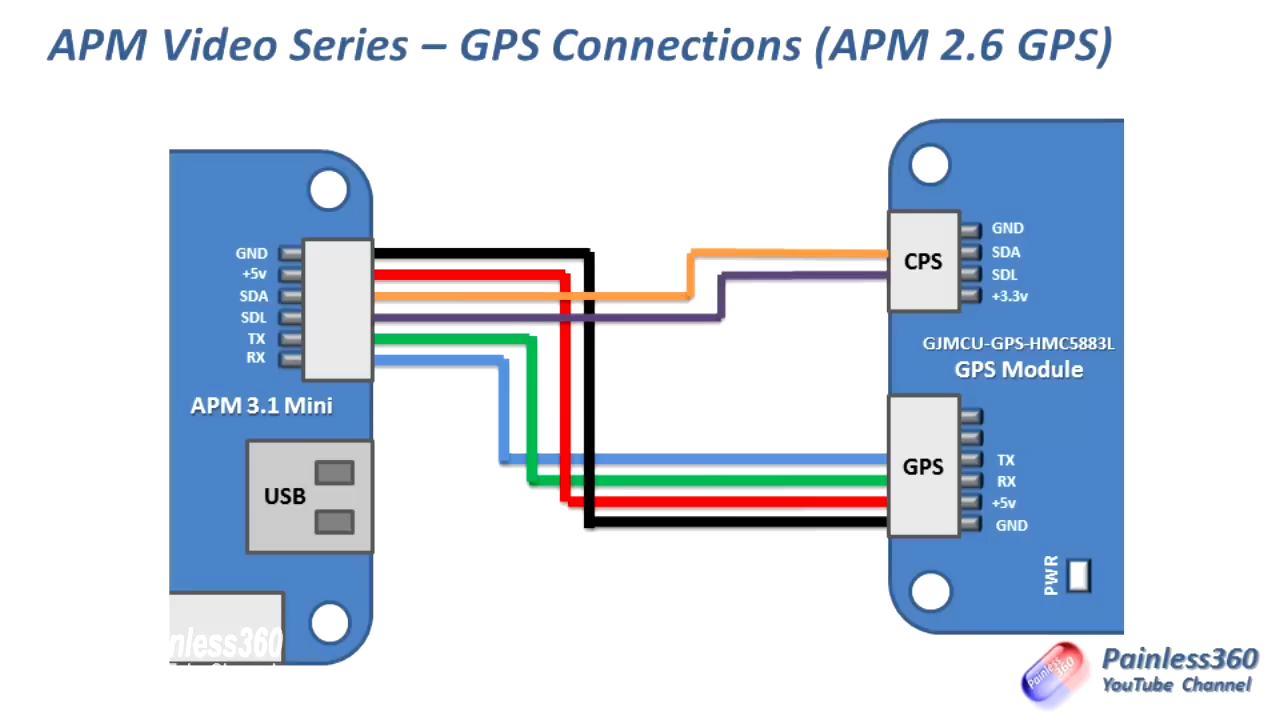 APM Video Series – GPS Connections (APM 2.6 GPS)
GND
+5v
SDA
SDL
TX
RX
APM 3.1 Mini
USB
nless360
CPS
GND
SDA
SDL
+3.3v
GJMCU-GPS-HMC5883L
GPS Module
GPS
TX
RX
+5v
GND
PWR
Painless360
Painless360
YouTube Channel